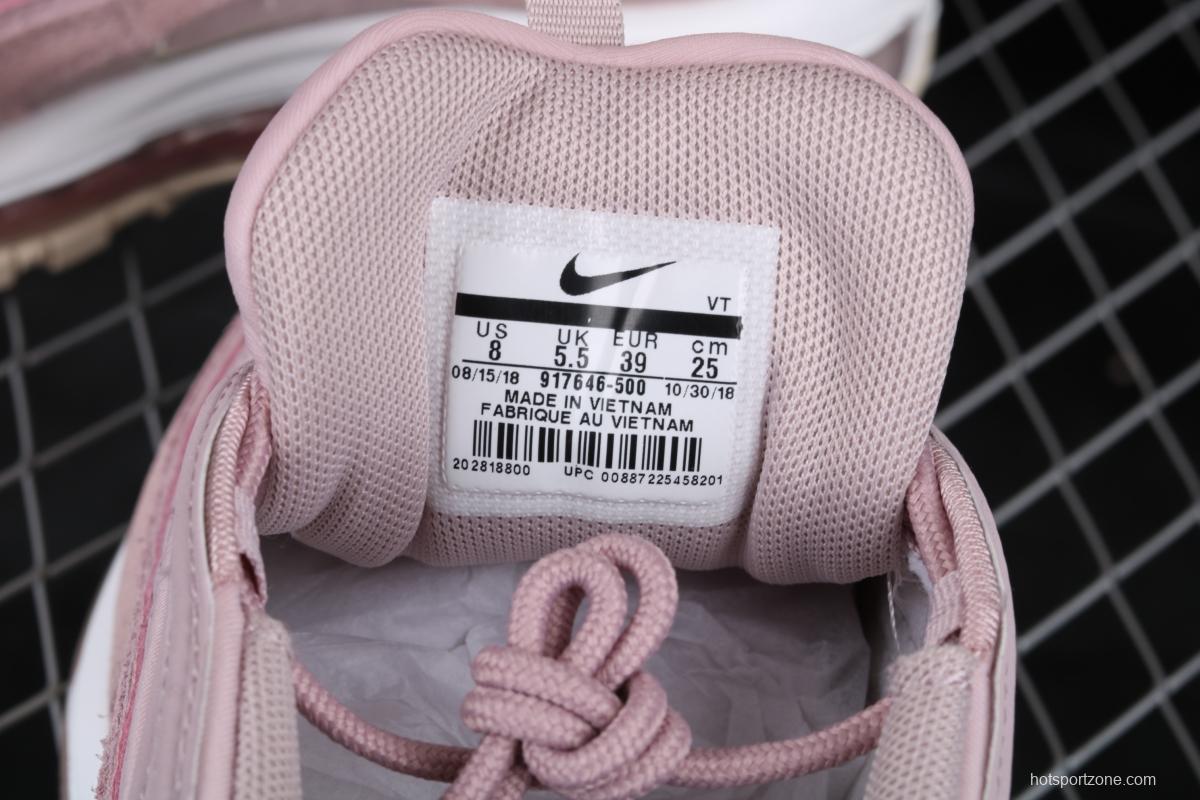 VT
US UK EUR cm
8 5.5 39 25
08/15/18 917646-500 10/30/18
MADE IN VIETNAM
FABRIQUE AU VIETNAM
202818800 UPC 00887225458201
hotsportzone.com